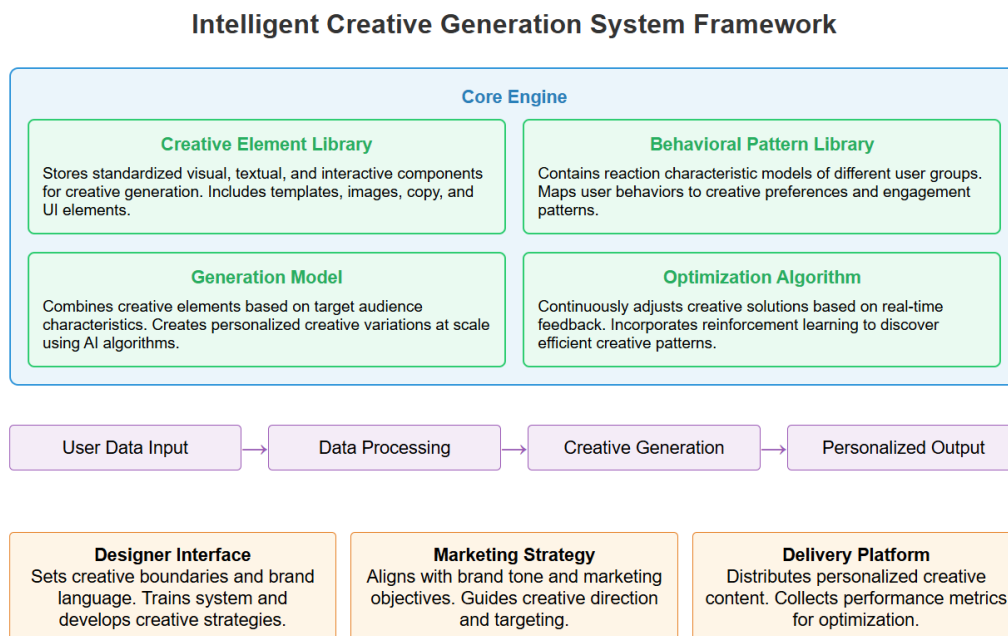 Intelligent Creative Generation System Framework
Core Engine
Creative Element Library
Stores standardized visual, textual, and interactive components
for creative generation. Includes templates, images, copy, and
UI elements.
Behavioral Pattern Library
Contains reaction characteristic models of different user groups.
Maps user behaviors to creative preferences and engagement
patterns.
Generation Model
Combines creative elements based on target audience
characteristics. Creates personalized creative variations at scale
using AI algorithms.
Optimization Algorithm
Continuously adjusts creative solutions based on real-time
feedback. Incorporates reinforcement learning to discover
efficient creative patterns.
User Data Input
Data Processing
Creative Generation
Personalized Output
Designer Interface
Sets creative boundaries and brand
language. Trains system and
develops creative strategies.
Marketing Strategy
Aligns with brand tone and marketing
objectives. Guides creative direction
and targeting.
Delivery Platform
Distributes personalized creative
content. Collects performance metrics
for optimization.